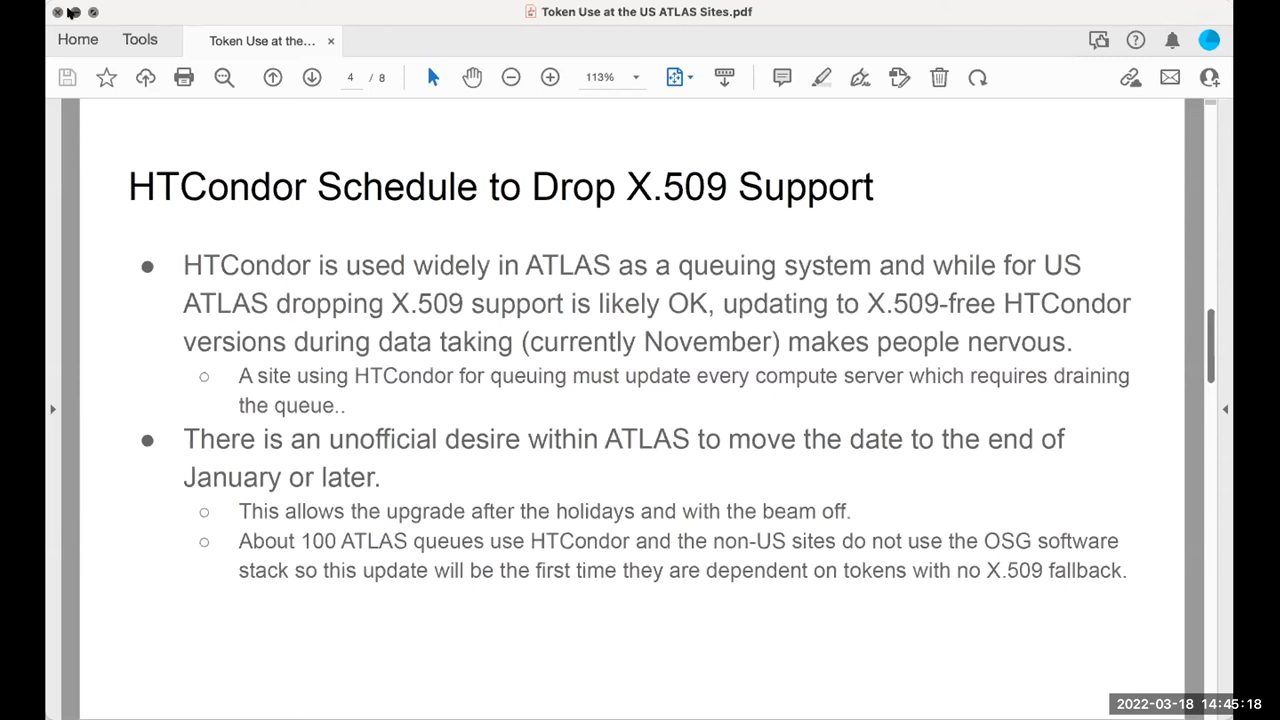 Token Use at the US ATLAS Sites.pdf
Home Tools Token Use at the... ×
4 / 8 113%
HTCondor Schedule to Drop X.509 Support
● HTCondor is used widely in ATLAS as a queuing system and while for US
ATLAS dropping X.509 support is likely OK, updating to X.509-free HTCondor
versions during data taking (currently November) makes people nervous.
○ A site using HTCondor for queuing must update every compute server which requires draining
the queue..
● There is an unofficial desire within ATLAS to move the date to the end of
January or later.
○ This allows the upgrade after the holidays and with the beam off.
○ About 100 ATLAS queues use HTCondor and the non-US sites do not use the OSG software
stack so this update will be the first time they are dependent on tokens with no X.509 fallback.
2022-03-18 14:45:18